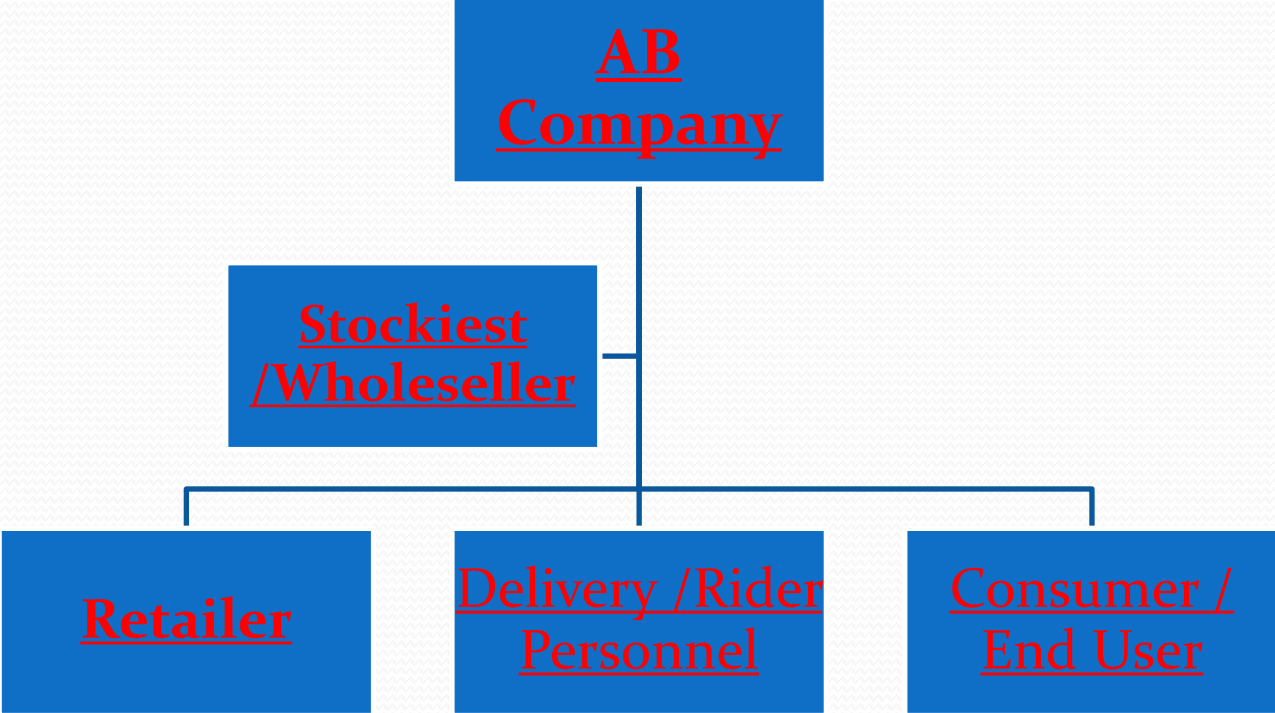 AB
Company
Stockiest
/Wholeseller
Retailer
Delivery /Rider
Personnel
Consumer /
End User